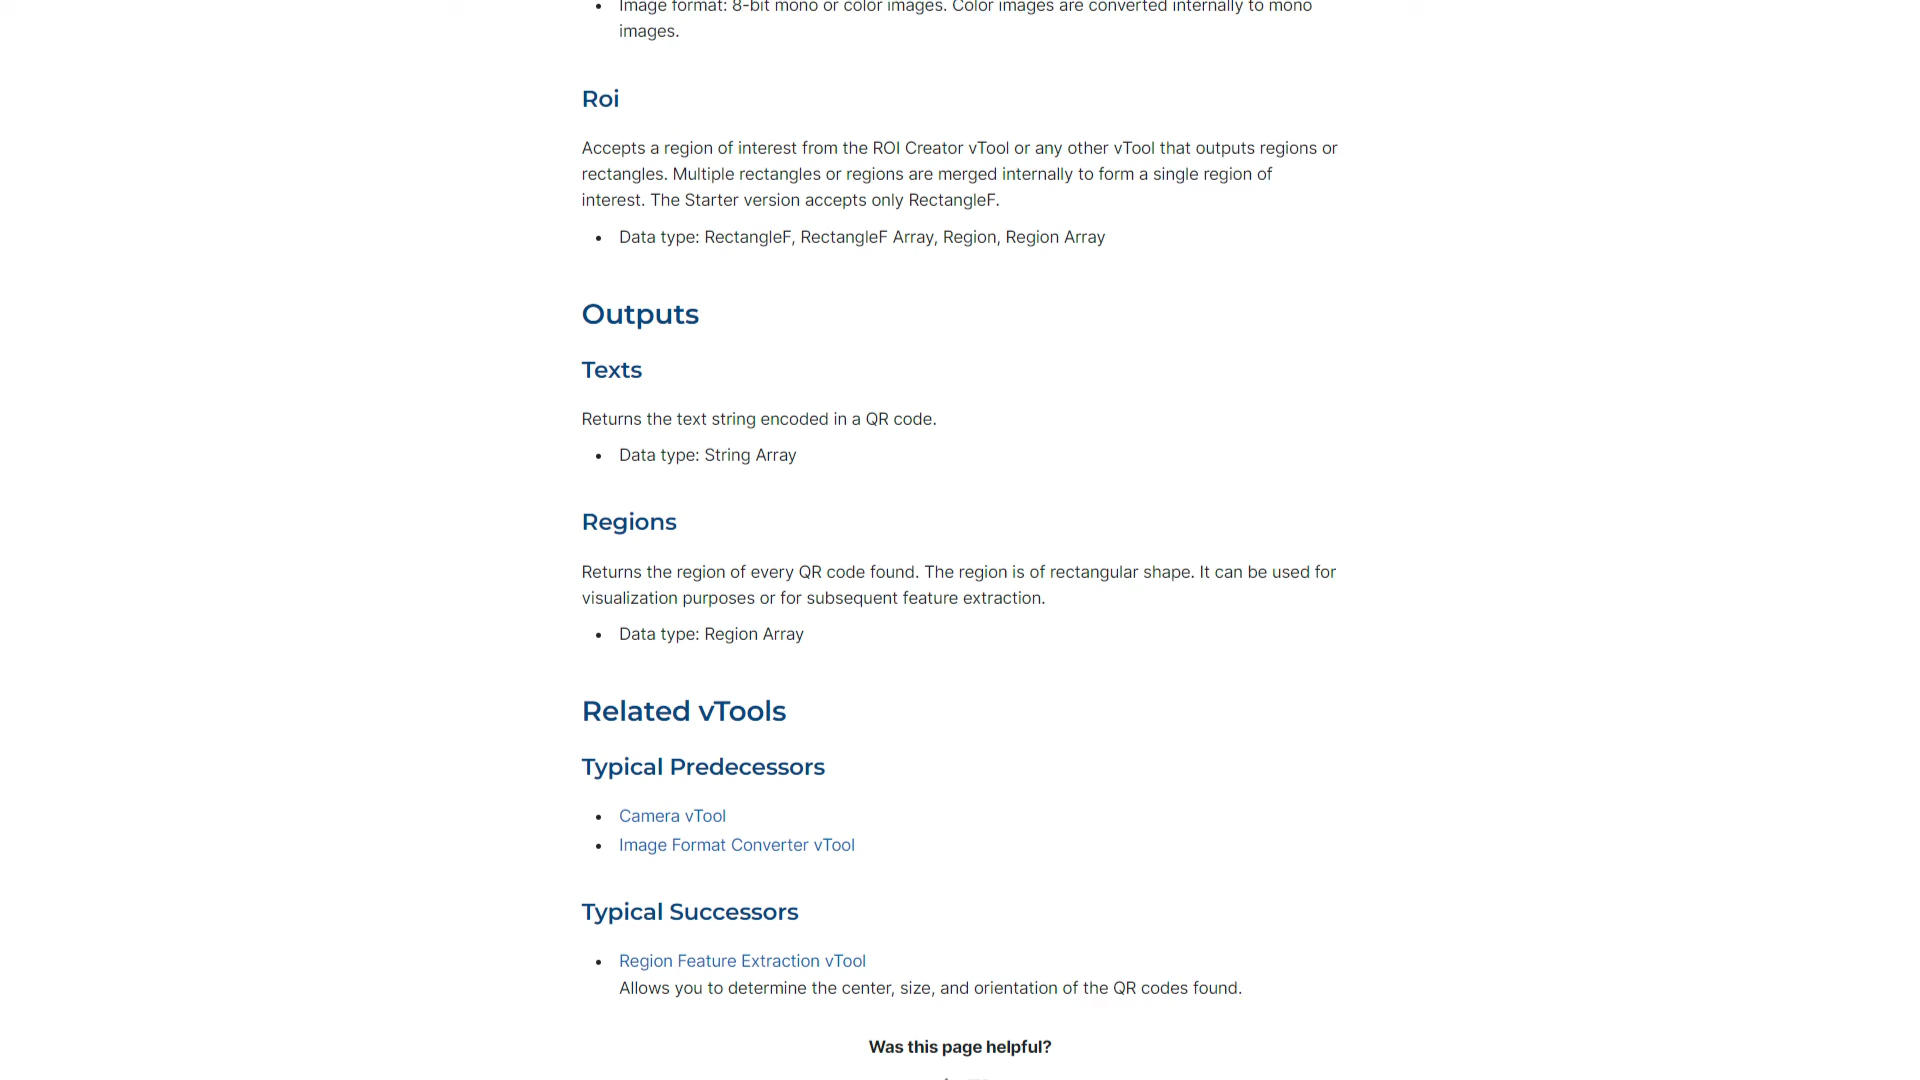 Image format: 8-bit mono or color images. Color images are converted internally to mono
images.
Roi
Accepts a region of interest from the ROI Creator vTool or any other vTool that outputs regions or
rectangles. Multiple rectangles or regions are merged internally to form a single region of
interest. The Starter version accepts only RectangleF.
Data type: RectangleF, RectangleF Array, Region, Region Array
Outputs
Texts
Returns the text string encoded in a QR code.
Data type: String Array
Regions
Returns the region of every QR code found. The region is of rectangular shape. It can be used for
visualization purposes or for subsequent feature extraction.
Data type: Region Array
Related vTools
Typical Predecessors
Camera vTool
Image Format Converter vTool
Typical Successors
Region Feature Extraction vTool
Allows you to determine the center, size, and orientation of the QR codes found.
Was this page helpful?